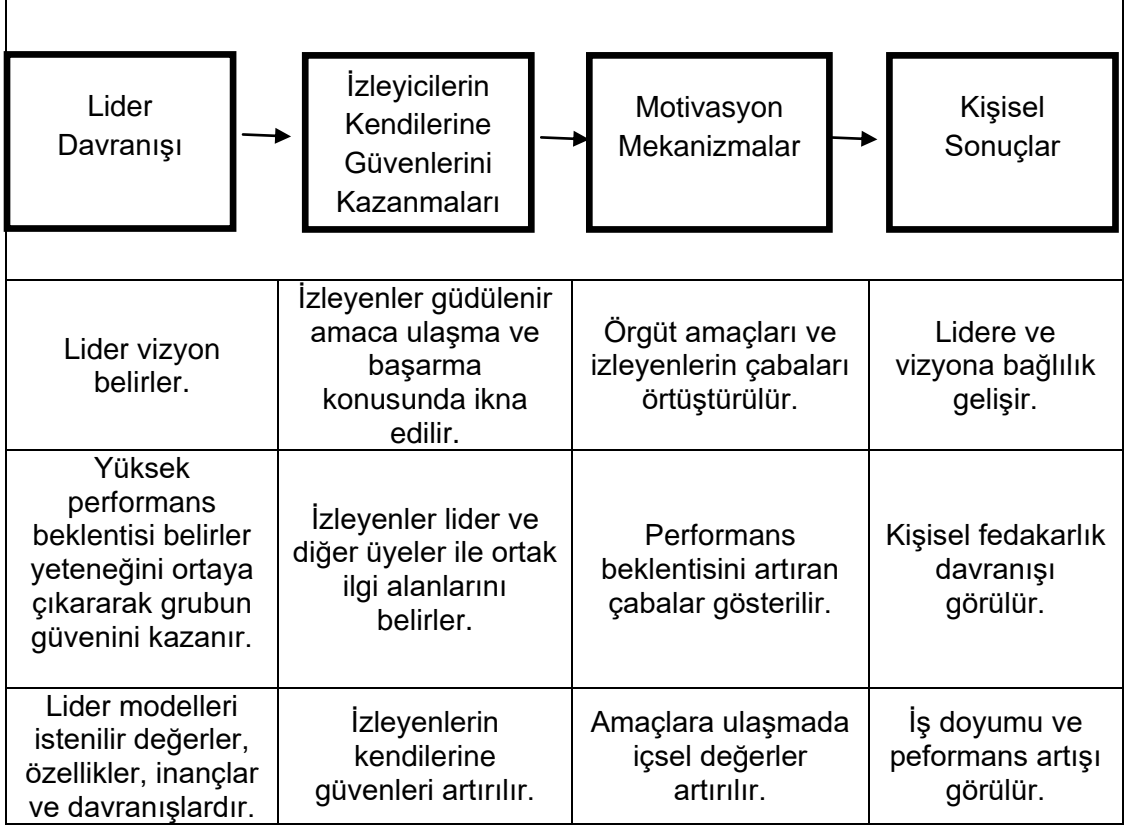 Lider
Davranışı
İzleyicilerin
Kendilerine
Güvenlerini
Kazanmaları
Motivasyon
Mekanizmalar
Kişisel
Sonuçlar
Lider vizyon
belirler.
İzleyenler güdülenir
amaca ulaşma ve
başarma
konusunda ikna
edilir.
Örgüt amaçları ve
izleyenlerin çabaları
örtüştürülür.
Lidere ve
vizyona bağlılık
gelişir.
Yüksek
performans
beklentisi belirler
yeteneğini ortaya
çıkararak grubun
güvenini kazanır.
İzleyenler lider ve
diğer üyeler ile ortak
ilgi alanlarını
belirler.
Performans
beklentisini artıran
çabalar gösterilir.
Kişisel fedakarlık
davranışı
görülür.
Lider modelleri
istenilir değerler,
özellikler, inançlar
ve davranışlardır.
İzleyenlerin
kendilerine
güvenleri artırılır.
Amaçlara ulaşmada
içsel değerler
artırılır.
İş doyumu ve
peformans artışı
görülür.